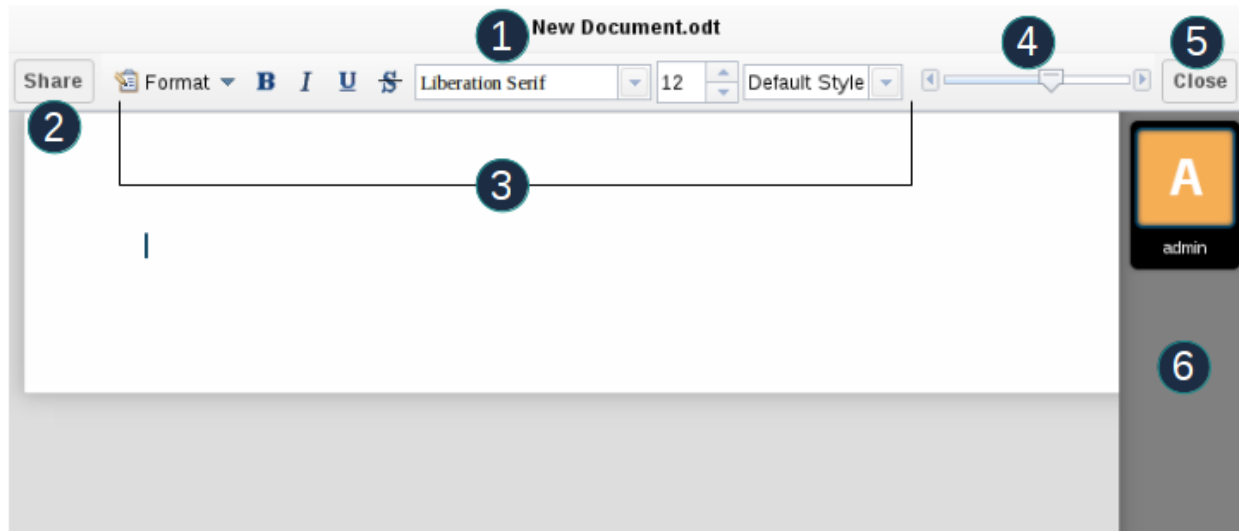 1 New Document.odt
4
5
Share Format B I U S Liberation Serif 12 Default Style Close
2
3
A
admin
6